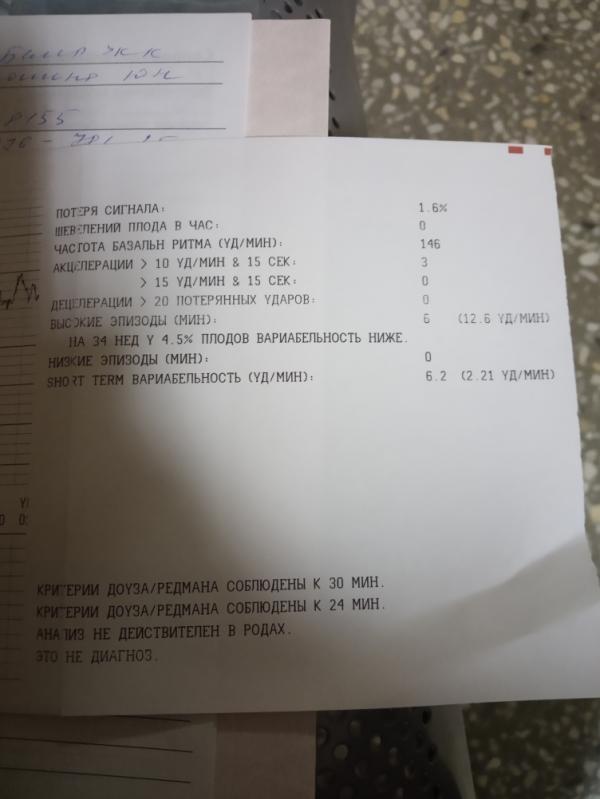 Р155
ПОТЕРЯ СИГНАЛА: 1.6%
ШЕВЕЛЕНИЙ ПЛОДА В ЧАС: 0
ЧАСТОТА БАЗАЛЬН РИТМА (УД/МИН): 146
АКЦЕЛЕРАЦИИ > 10 УД/МИН & 15 СЕК: 3
> 15 УД/МИН & 15 СЕК: 0
ДЕЦЕЛЕРАЦИИ > 20 ПОТЕРЯННЫХ УДАРОВ: 0
ВЫСОКИЕ ЭПИЗОДЫ (МИН): 6 (12.6 УД/МИН)
НА 34 НЕД У 4.5% ПЛОДОВ ВАРИАБЕЛЬНОСТЬ НИЖЕ.
НИЗКИЕ ЭПИЗОДЫ (МИН): 0
SHORT TERM ВАРИАБЕЛЬНОСТЬ (УД/МИН): 6.2 (2.21 УД/МИН)
КРИТЕРИИ ДОУЗА/РЕДМАНА СОБЛЮДЕНЫ К 30 МИН.
КРИТЕРИИ ДОУЗА/РЕДМАНА СОБЛЮДЕНЫ К 24 МИН.
АНАЛИЗ НЕ ДЕЙСТВИТЕЛЕН В РОДАХ.
ЭТО НЕ ДИАГНОЗ.